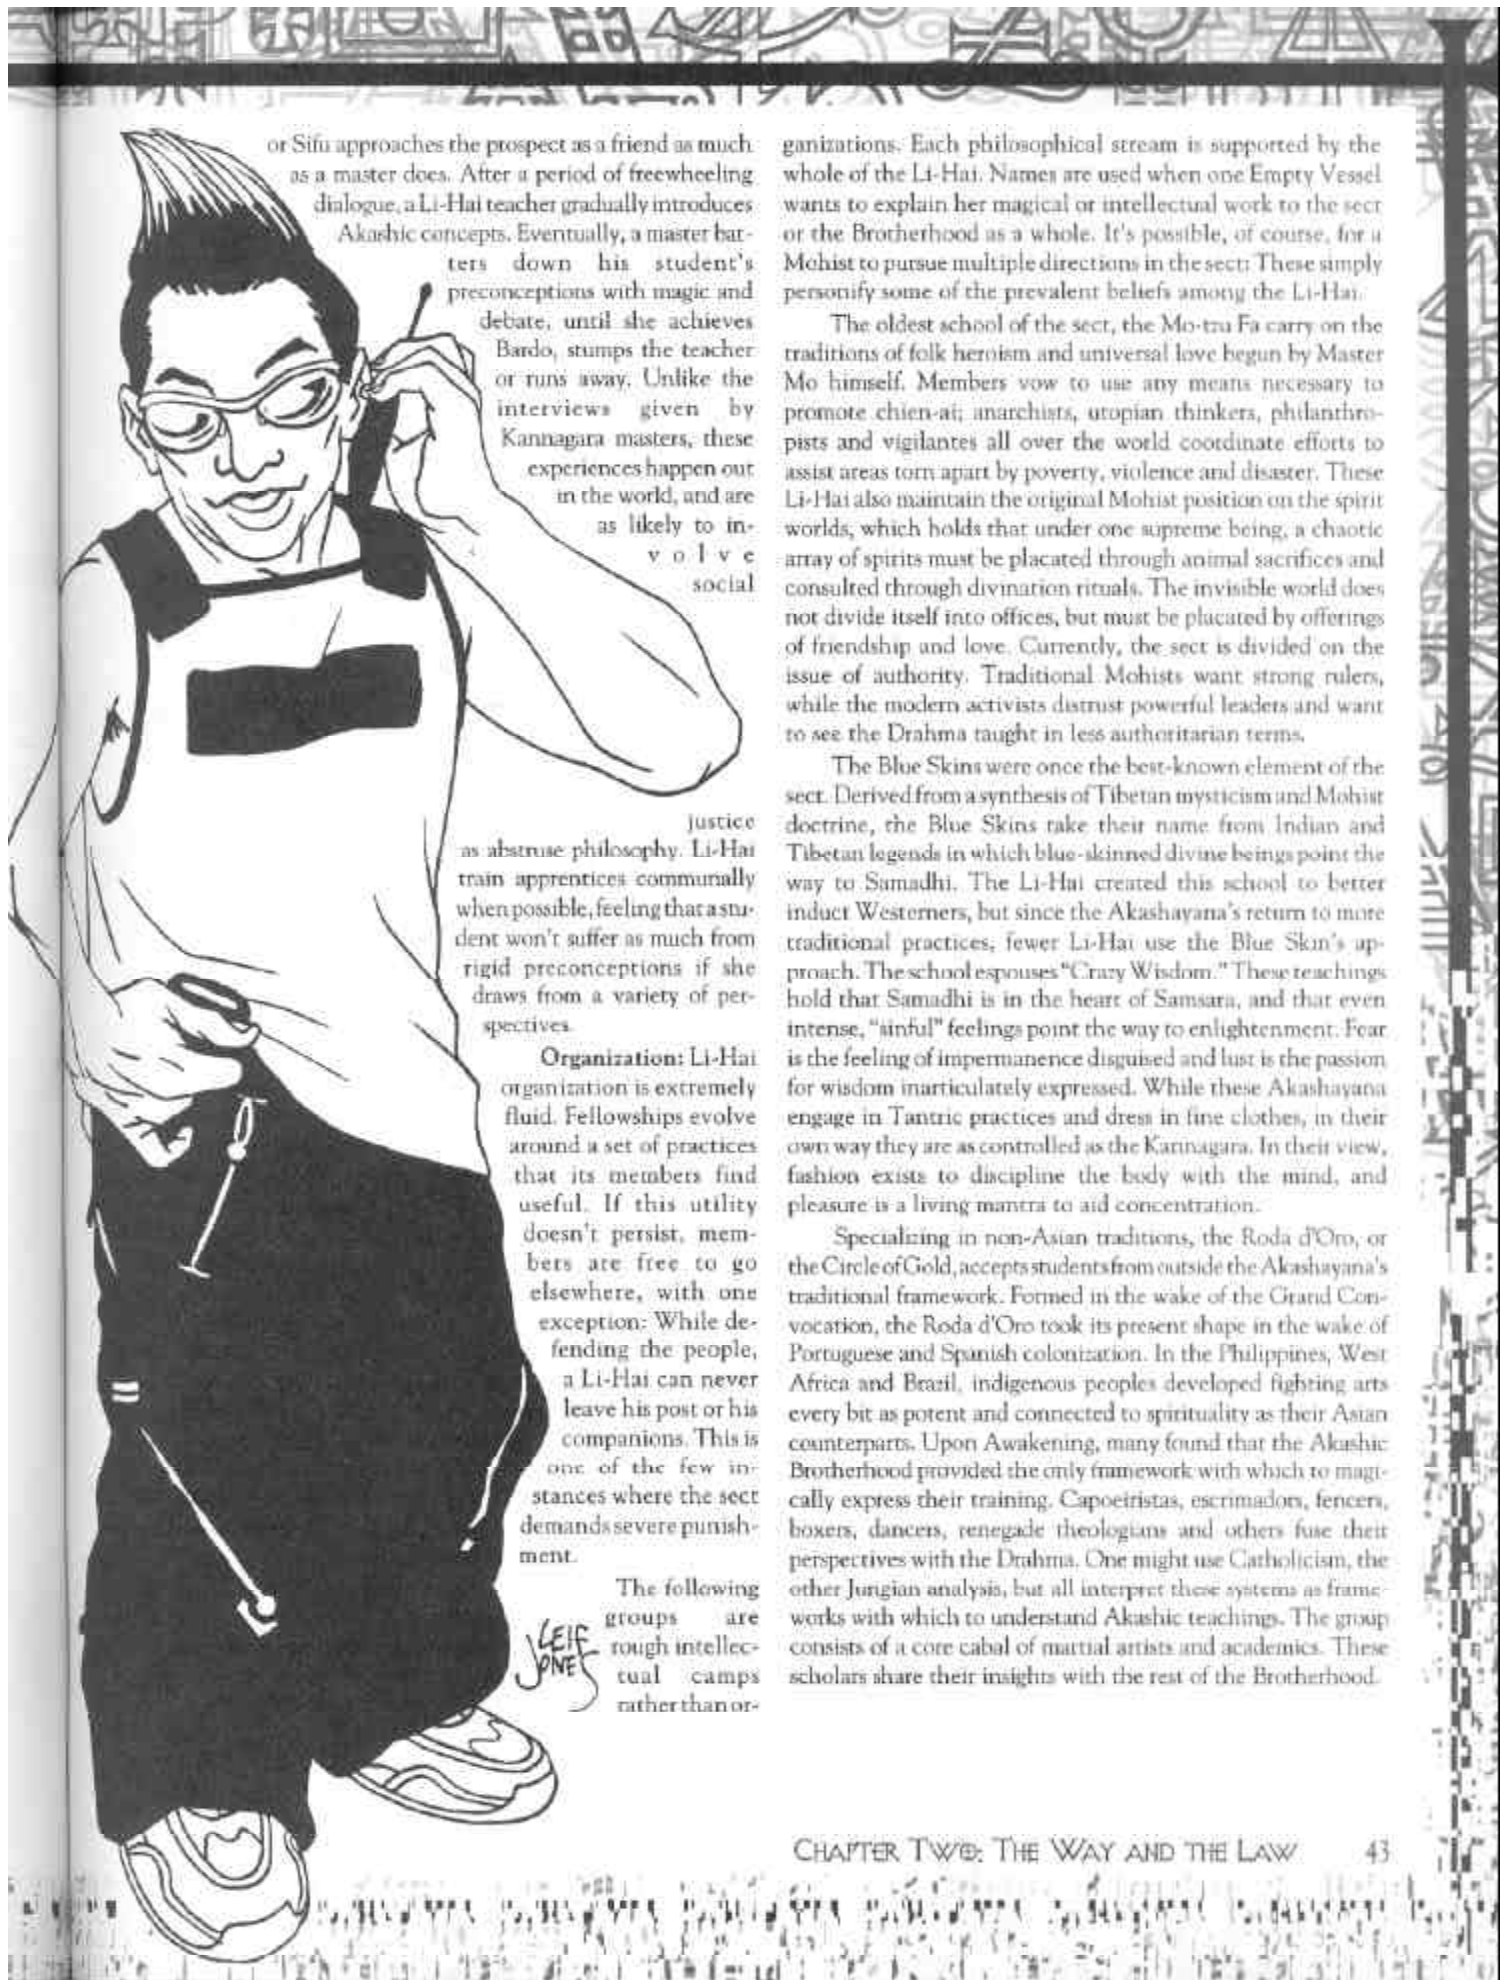 or Sifu approaches the prospect as a friend as much
as a master does. After a period of freewheeling
dialogue, a Li-Hai teacher gradually introduces
Akashic concepts. Eventually, a master bat-
ters down his student's
preconceptions with magic and
debate, until she achieves
Bardo, stumps the teacher
or runs away. Unlike the
interviews given by
Kannagara masters, these
experiences happen out
in the world, and are
as likely to in-
volve
social
justice
as abstruse philosophy. Li-Hai
train apprentices communally
when possible, feeling that a stu-
dent won't suffer as much from
rigid preconceptions if she
draws from a variety of per-
spectives.
Organization: Li-Hai
organization is extremely
fluid. Fellowships evolve
around a set of practices
that its members find
useful. If this utility
doesn't persist, mem-
bers are free to go
elsewhere, with one
exception: While de-
fending the people,
a Li-Hai can never
leave his post or his
companions. This is
one of the few in-
stances where the sect
demands severe punish-
ment.
The following
groups are
rough intellec-
tual camps
rather than or-
LEIF
JONES
ganizations. Each philosophical stream is supported by the
whole of the Li-Hai. Names are used when one Empty Vessel
wants to explain her magical or intellectual work to the sect
or the Brotherhood as a whole. It's possible, of course, for a
Mohist to pursue multiple directions in the sect: These simply
personify some of the prevalent beliefs among the Li-Hai.
The oldest school of the sect, the Mo-tzu Fa carry on the
traditions of folk heroism and universal love begun by Master
Mo himself. Members vow to use any means necessary to
promote chien-ai; anarchists, utopian thinkers, philanthro-
pists and vigilantes all over the world coordinate efforts to
assist areas torn apart by poverty, violence and disaster. These
Li-Hai also maintain the original Mohist position on the spirit
worlds, which holds that under one supreme being, a chaotic
array of spirits must be placated through animal sacrifices and
consulted through divination rituals. The invisible world does
not divide itself into offices, but must be placated by offerings
of friendship and love. Currently, the sect is divided on the
issue of authority. Traditional Mohists want strong rulers,
while the modern activists distrust powerful leaders and want
to see the Drahma taught in less authoritarian terms.
The Blue Skins were once the best-known element of the
sect. Derived from a synthesis of Tibetan mysticism and Mohist
doctrine, the Blue Skins take their name from Indian and
Tibetan legends in which blue-skinned divine beings point the
way to Samadhi. The Li-Hai created this school to better
induct Westerners, but since the Akashayana's return to more
traditional practices, fewer Li-Hai use the Blue Skin's ap-
proach. The school espouses "Crazy Wisdom." These teachings
hold that Samadhi is in the heart of Samsara, and that even
intense, "sinful" feelings point the way to enlightenment. Fear
is the feeling of impermanence disguised and lust is the passion
for wisdom inarticulately expressed. While these Akashayana
engage in Tantric practices and dress in fine clothes, in their
own way they are as controlled as the Kannagara. In their view,
fashion exists to discipline the body with the mind, and
pleasure is a living mantra to aid concentration.
Specializing in non-Asian traditions, the Roda d'Oro, or
the Circle of Gold, accepts students from outside the Akashayana's
traditional framework. Formed in the wake of the Grand Con-
vocation, the Roda d'Oro took its present shape in the wake of
Portuguese and Spanish colonization. In the Philippines, West
Africa and Brazil, indigenous peoples developed fighting arts
every bit as potent and connected to spirituality as their Asian
counterparts. Upon Awakening, many found that the Akashic
Brotherhood provided the only framework with which to magi-
cally express their training. Capoeiristas, escrimadors, fencers,
boxers, dancers, renegade theologians and others fuse their
perspectives with the Drahma. One might use Catholicism, the
other Jungian analysis, but all interpret these systems as frame-
works with which to understand Akashic teachings. The group
consists of a core cabal of martial artists and academics. These
scholars share their insights with the rest of the Brotherhood.
CHAPTER TWO: THE WAY AND THE LAW 43